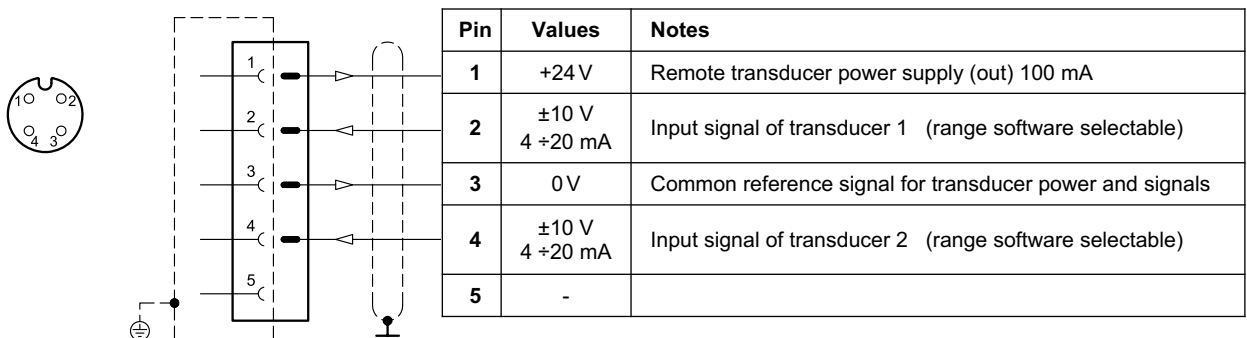 1 2
4 3
1
2
3
4
5
Pin Values Notes
1 +24 V Remote transducer power supply (out) 100 mA
2 ±10 V
4 ÷20 mA Input signal of transducer 1 (range software selectable)
3 0 V Common reference signal for transducer power and signals
4 ±10 V
4 ÷20 mA Input signal of transducer 2 (range software selectable)
5 -